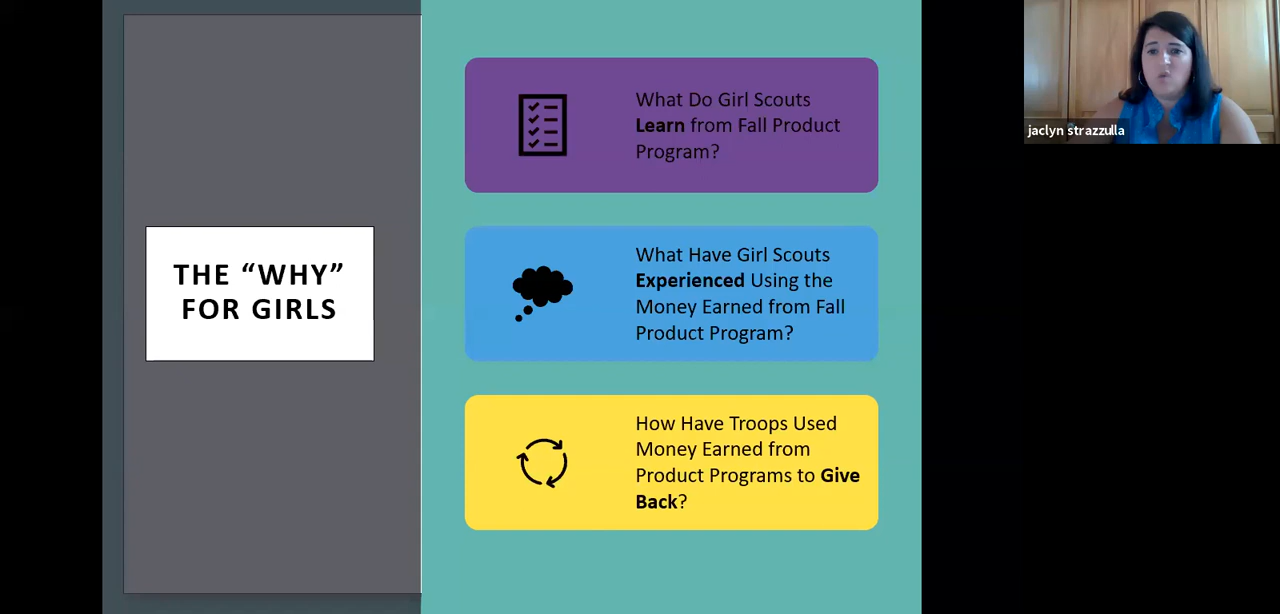 THE “WHY”
FOR GIRLS
What Do Girl Scouts
Learn from Fall Product
Program?
What Have Girl Scouts
Experienced Using the
Money Earned from Fall
Product Program?
How Have Troops Used
Money Earned from
Product Programs to Give
Back?
jaclyn strazzulla